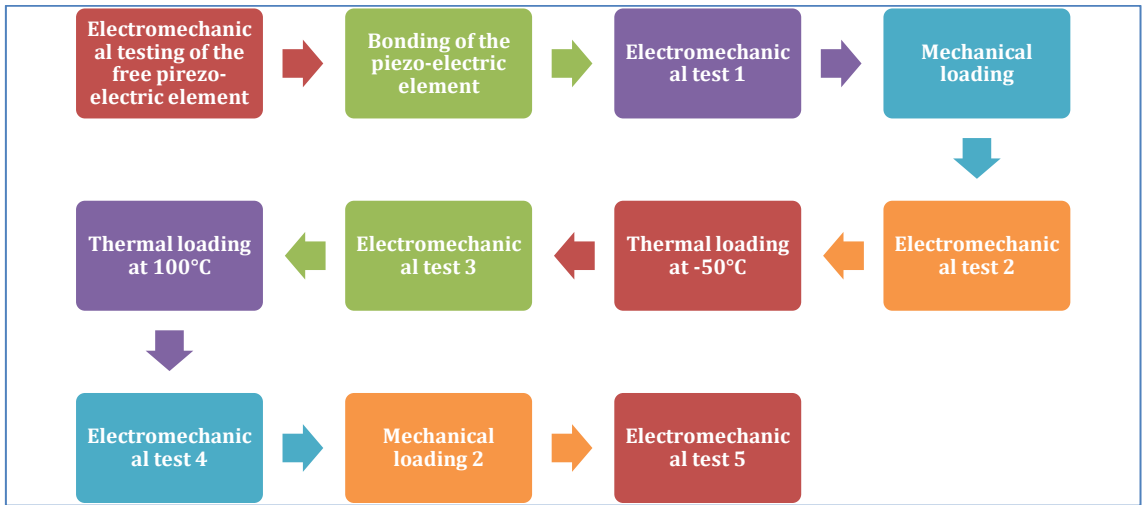 Electromechanic
al testing of the
free pirezo-
electric element
Bonding of the
piezo-electric
element
Electromechanic
al test 1
Mechanical
loading
Electromechanic
al test 2
Thermal loading
at -50°C
Electromechanic
al test 3
Thermal loading
at 100°C
Electromechanic
al test 4
Mechanical
loading 2
Electromechanic
al test 5